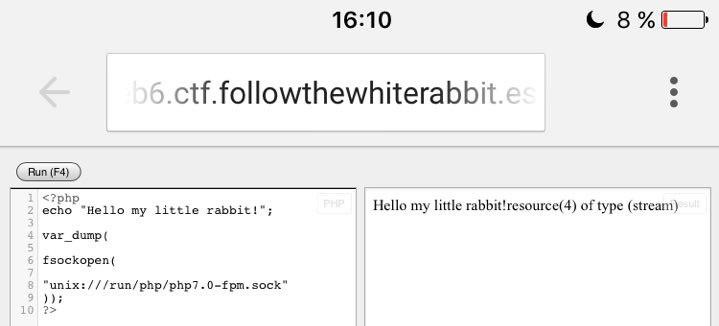 16:10
8 %
b6.ctf.followthewhiterabbit.es
Run (F4)
1 <?php
2 echo "Hello my little rabbit!";
3
4 var_dump(
5
6 fsockopen(
7
8 "unix:///run/php/php7.0-fpm.sock"
9 ));
10 ?>
PHP
Hello my little rabbit!resource(4) of type (stream)